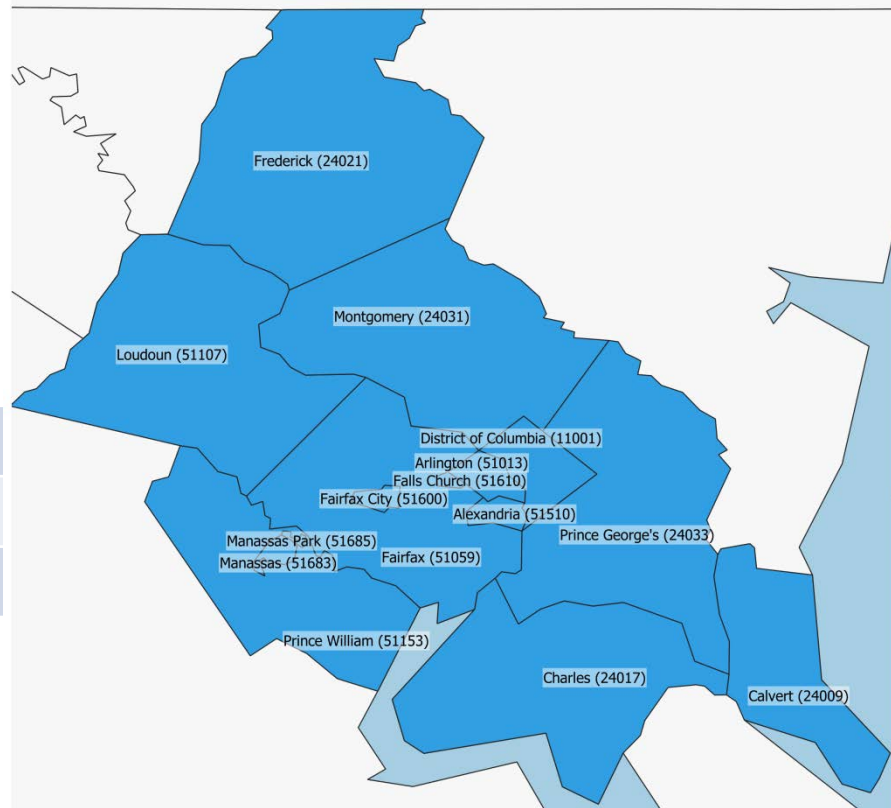 Frederick (24021)
Montgomery (24031)
Loudoun (51107)
District of Columbia (11001)
Arlington (51013)
Falls Church (51610)
Fairfax City (51600)
Alexandria (51510)
Prince George's (24033)
Manassas Park (51685)
Fairfax (51059)
Manassas (51683)
Prince William (51153)
Charles (24017)
Calvert (24009)